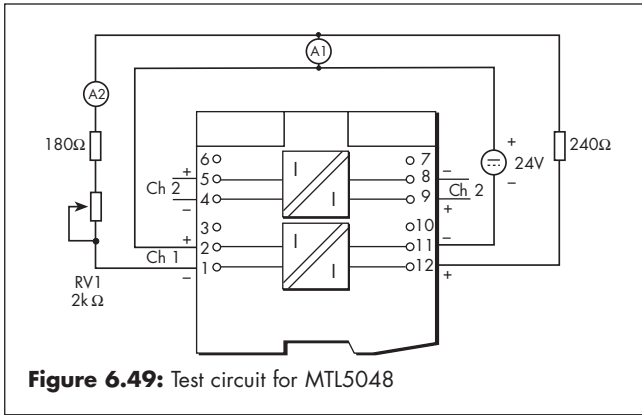 A1
A2
180Ω
240Ω
6 7
+ 5 8 −
Ch 2 Ch 2
− 4 9 +
3 10
+ 2 11 −
Ch 1
− 1 12 +
I I
I I
+
24V
−
RV1
2k Ω
Figure 6.49: Test circuit for MTL5048